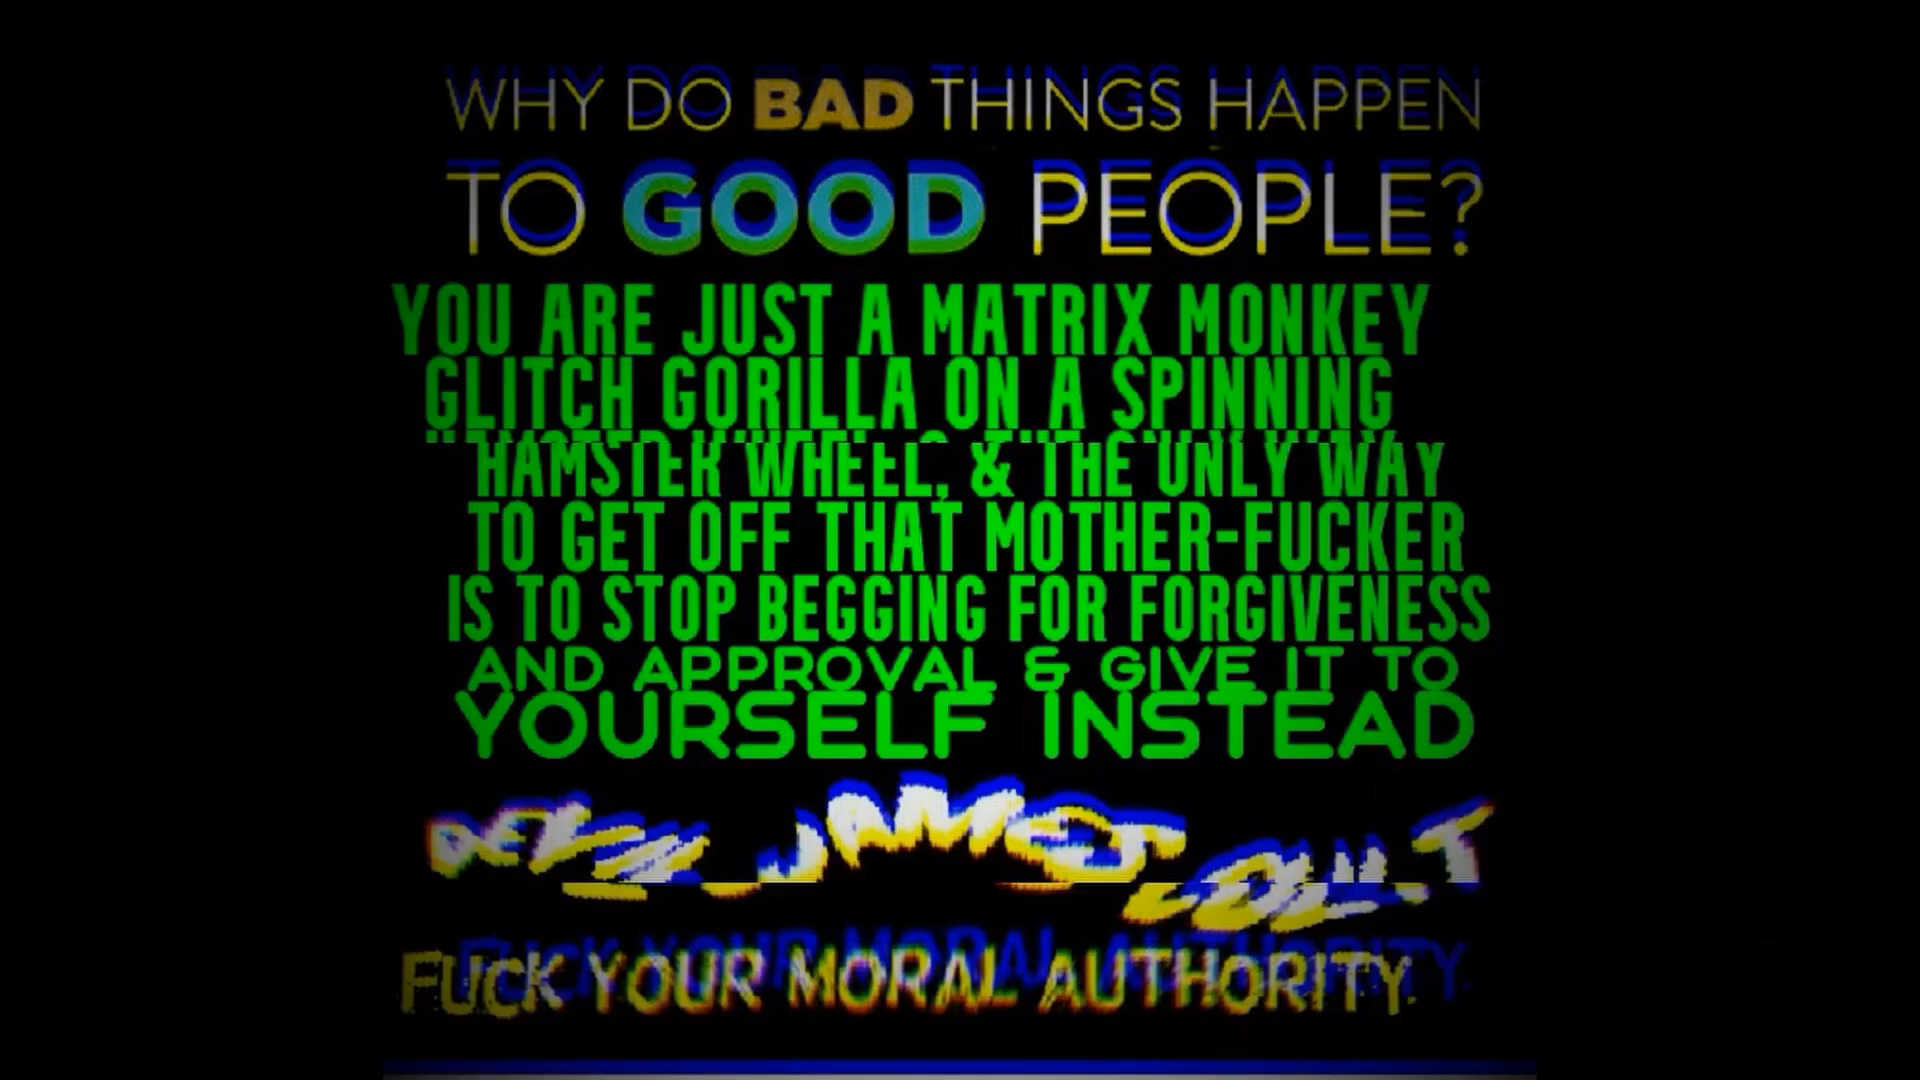 WHY DO BAD THINGS HAPPEN
TO GOOD PEOPLE?
YOU ARE JUST A MATRIX MONKEY
GLITCH GORILLA ON A SPINNING
HAMSTER WHEEL, & THE ONLY WAY
TO GET OFF THAT MOTHER-FUCKER
IS TO STOP BEGGING FOR FORGIVENESS
AND APPROVAL & GIVE IT TO
YOURSELF INSTEAD
JAMES
FUCK YOUR MORAL AUTHORITY.